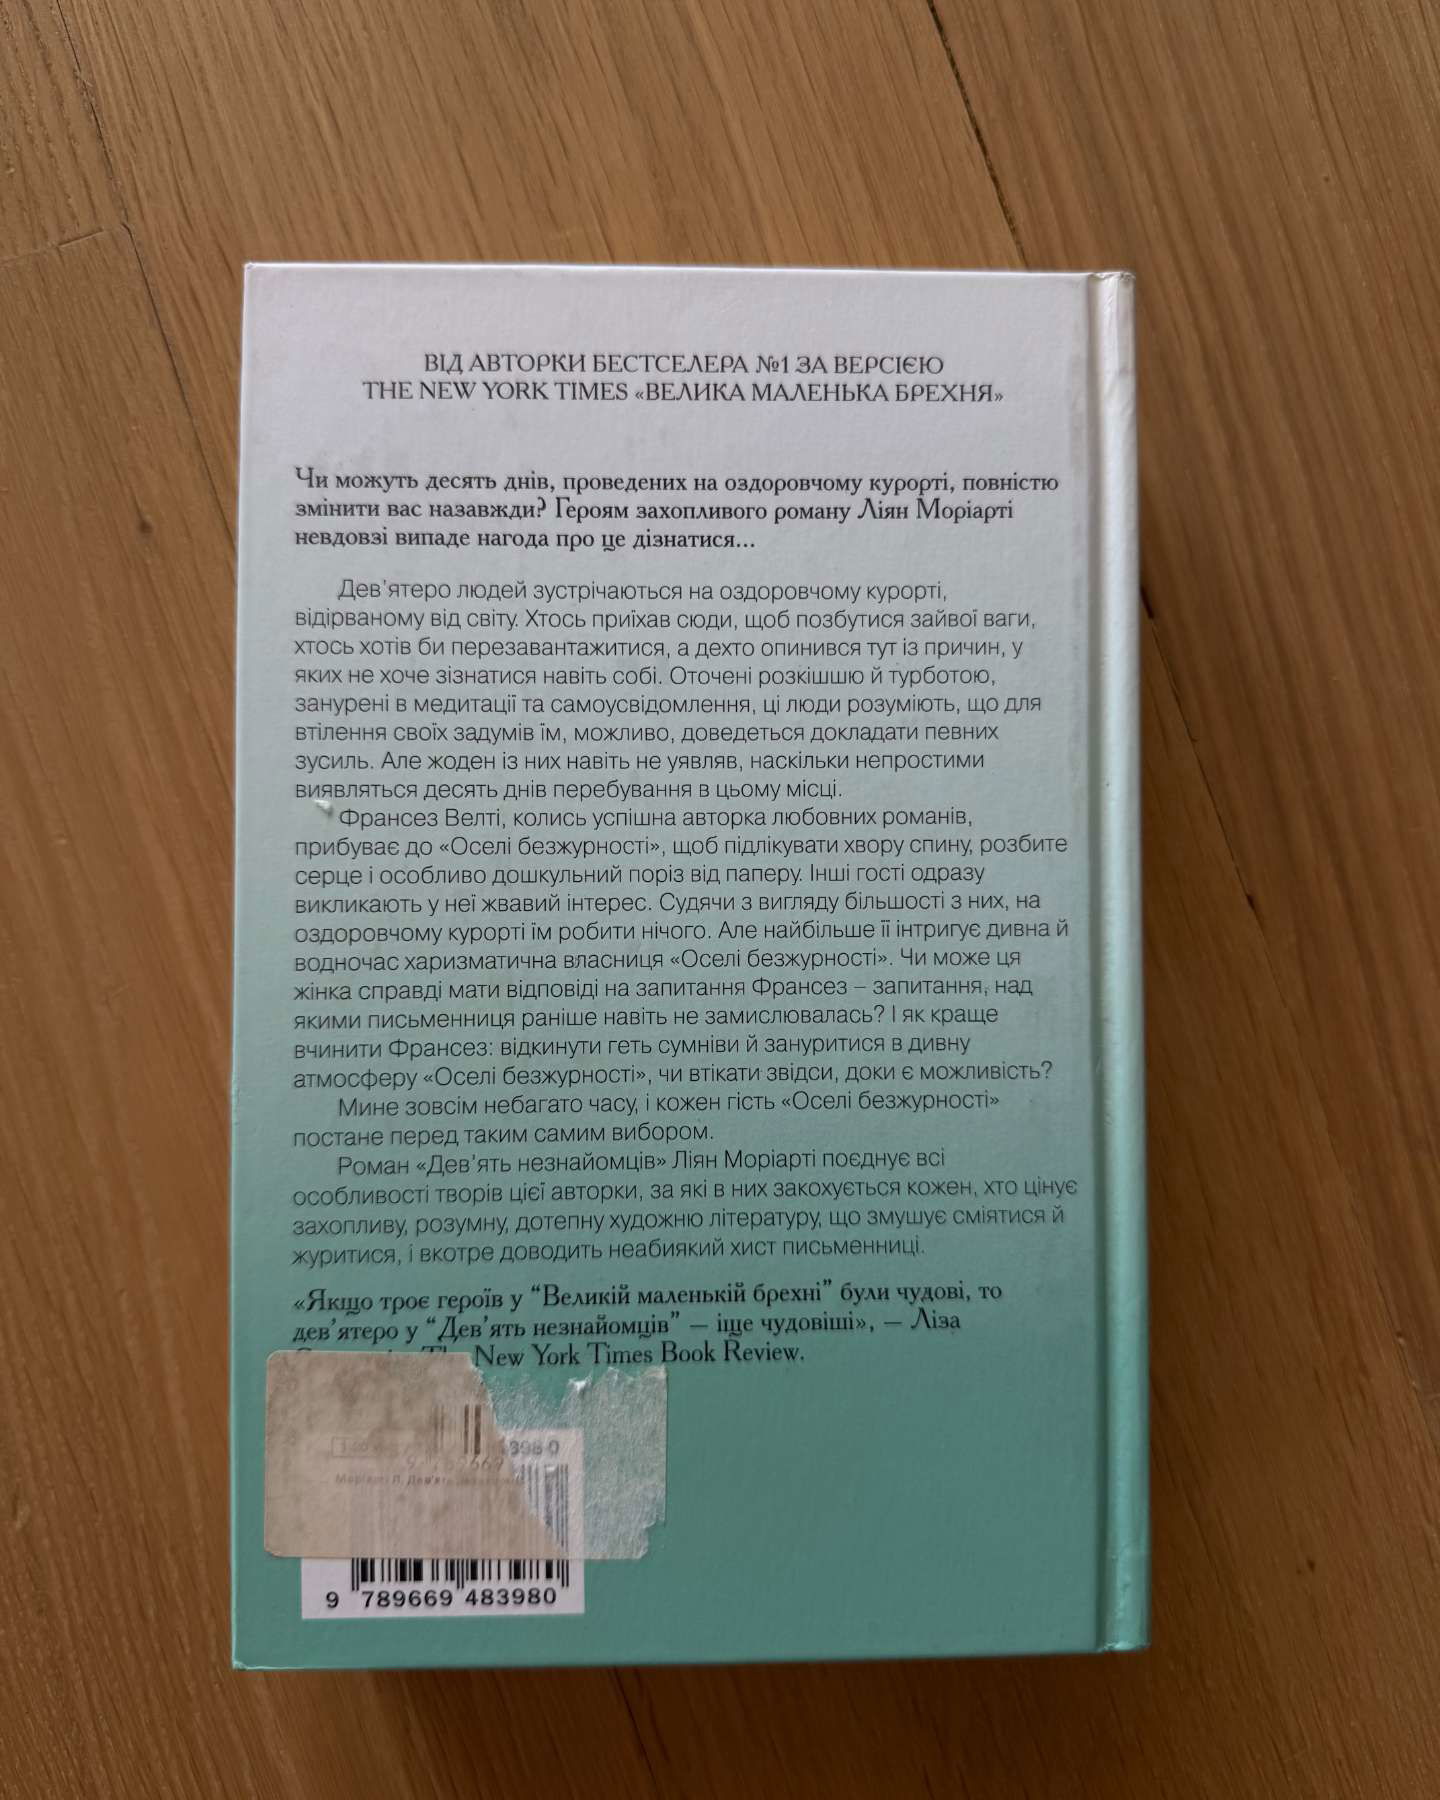 ВІД АВТОРКИ БЕСТСЕЛЕРА №1 ЗА ВЕРСІЄЮ
THE NEW YORK TIMES «ВЕЛИКА МАЛЕНЬКА БРЕХНЯ»
Чи можуть десять днів, проведених на оздоровчому курорті, повністю
змінити вас назавжди? Героям захопливого роману Ліян Моріарті
невдовзі випаде нагода про це дізнатися...
Дев’ятеро людей зустрічаються на оздоровчому курорті,
відірваному від світу. Хтось приїхав сюди, щоб позбутися зайвої ваги,
хтось хотів би перезавантажитися, а дехто опинився тут із причин, у
яких не хоче зізнатися навіть собі. Оточені розкішшю й турботою,
занурені в медитації та самоусвідомлення, ці люди розуміють, що для
втілення своїх задумів їм, можливо, доведеться докладати певних
зусиль. Але жоден із них навіть не уявляв, наскільки непростими
виявляться десять днів перебування в цьому місці.
Франсез Велті, колись успішна авторка любовних романів,
прибуває до «Оселі безжурності», щоб підлікувати хвору спину, розбите
серце і особливо дошкульний поріз від паперу. Інші гості одразу
викликають у неї жвавий інтерес. Судячи з вигляду більшості з них, на
оздоровчому курорті їм робити нічого. Але найбільше її інтригує дивна й
водночас харизматична власниця «Оселі безжурності». Чи може ця
жінка справді мати відповіді на запитання Франсез – запитання, над
якими письменниця раніше навіть не замислювалась? І як краще
вчинити Франсез: відкинути геть сумніви й зануритися в дивну
атмосферу «Оселі безжурності», чи втікати звідси, доки є можливість?
Мине зовсім небагато часу, і кожен гість «Оселі безжурності»
постане перед таким самим вибором.
Роман «Дев’ять незнайомців» Ліян Моріарті поєднує всі
особливості творів цієї авторки, за які в них закохується кожен, хто цінує
захопливу, розумну, дотепну художню літературу, що змушує сміятися й
журитися, і вкотре доводить неабиякий хист письменниці.
«Якщо троє героїв у “Великій маленькій брехні” були чудові, то
дев’ятеро у “Дев’ять незнайомців” — іще чудовіші», — Ліза
The New York Times Book Review.
398-0
Моріарті Л. Дев'ять
9 789669 483980